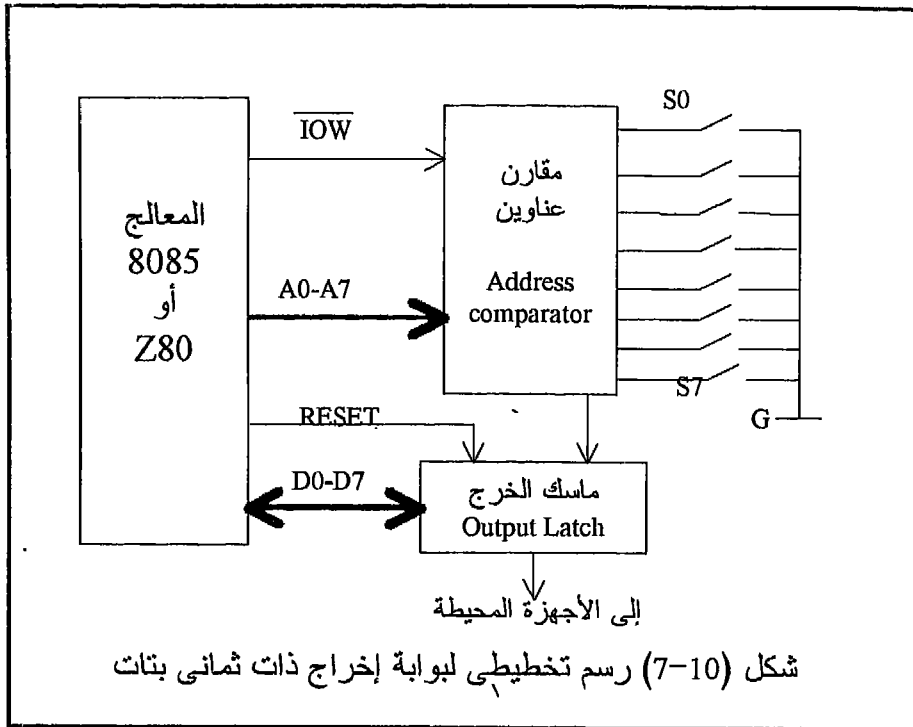 S0
IOW
مقارن
عناوين
المعالج
8085
أو
Z80
Address
comparator
A0-A7
S7
G
RESET
D0-D7
ماسك الخرج
Output Latch
إلى الأجهزة المحيطة
شكل (10-7) رسم تخطيطى لبوابة إخراج ذات ثمانى بتات